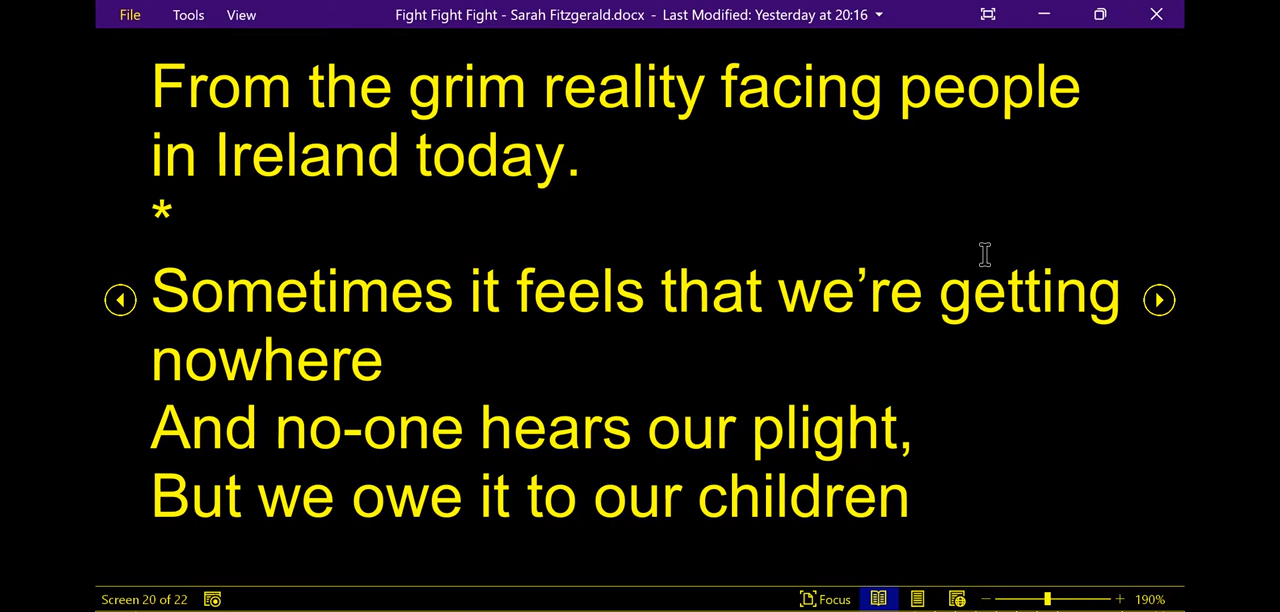 File Tools View Fight Fight Fight - Sarah Fitzgerald.docx - Last Modified: Yesterday at 20:16
From the grim reality facing people
in Ireland today.
*
Sometimes it feels that we’re getting
nowhere
And no-one hears our plight,
But we owe it to our children
Screen 20 of 22 Focus 190%